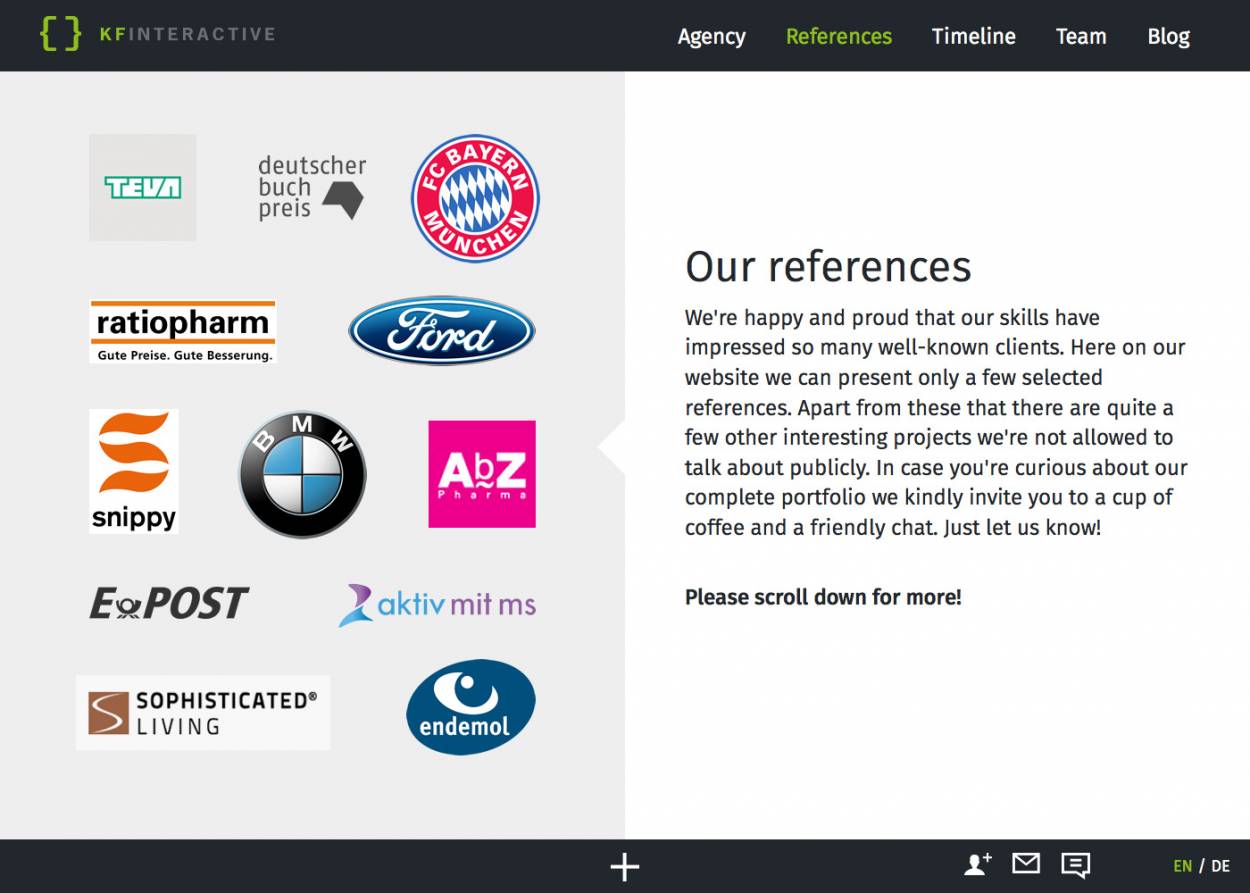 { } KFINTERACTIVE
Agency References Timeline Team Blog
TEVA
deutscher
buch
preis
FC BAYERN
MÜNCHEN
ratiopharm
Gute Preise. Gute Besserung.
Ford
snippy
BMW
AbZ
Pharma
E POST
aktiv mit ms
SOPHISTICATED®
LIVING
endemol
Our references
We're happy and proud that our skills have
impressed so many well-known clients. Here on our
website we can present only a few selected
references. Apart from these that there are quite a
few other interesting projects we're not allowed to
talk about publicly. In case you're curious about our
complete portfolio we kindly invite you to a cup of
coffee and a friendly chat. Just let us know!
Please scroll down for more!
EN / DE